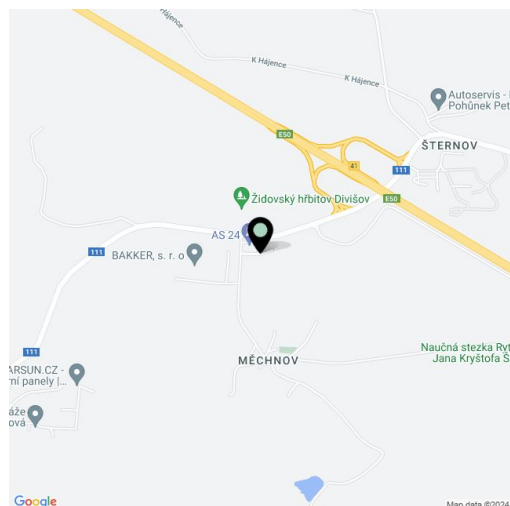 Hájence
K Hájence
K Hájence
Autoservis -
Pohůnek Pet
E50
ŠTERNOV
41
111
Židovský hřbitov Divišov
E50
AS 24
111
BAKKER, s. r. o
111
Naučná stezka Ryt
Jana Kryštofa Š
MĚCHNOV
ARSUN.CZ -
rní panely |...
áže
ová
Google
Map data ©2024